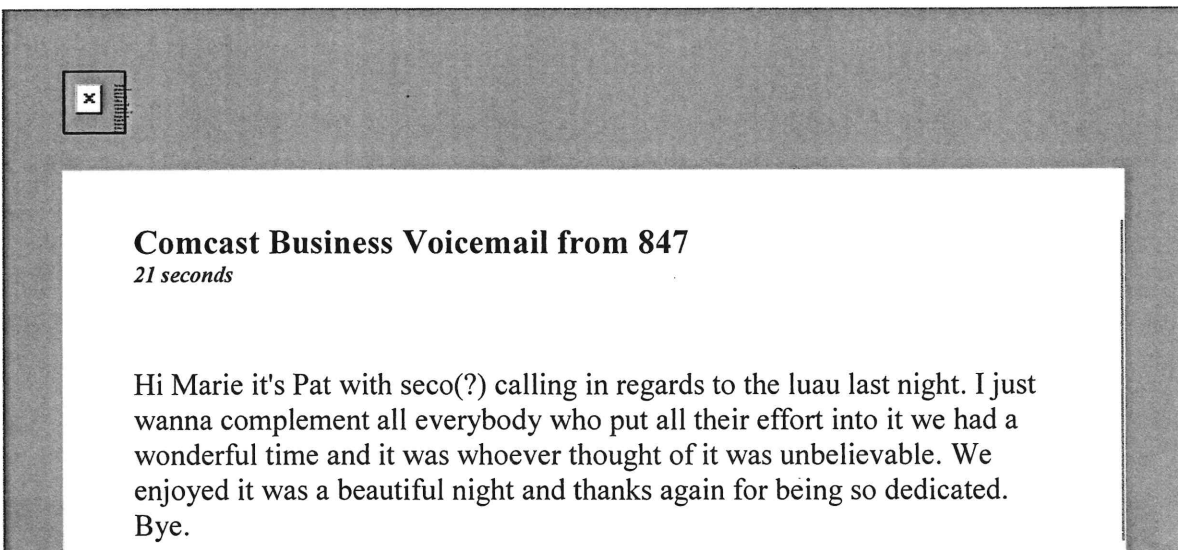 Comcast Business Voicemail from 847
21 seconds
Hi Marie it's Pat with seco(?) calling in regards to the luau last night. I just
wanna complement all everybody who put all their effort into it we had a
wonderful time and it was whoever thought of it was unbelievable. We
enjoyed it was a beautiful night and thanks again for being so dedicated.
Bye.